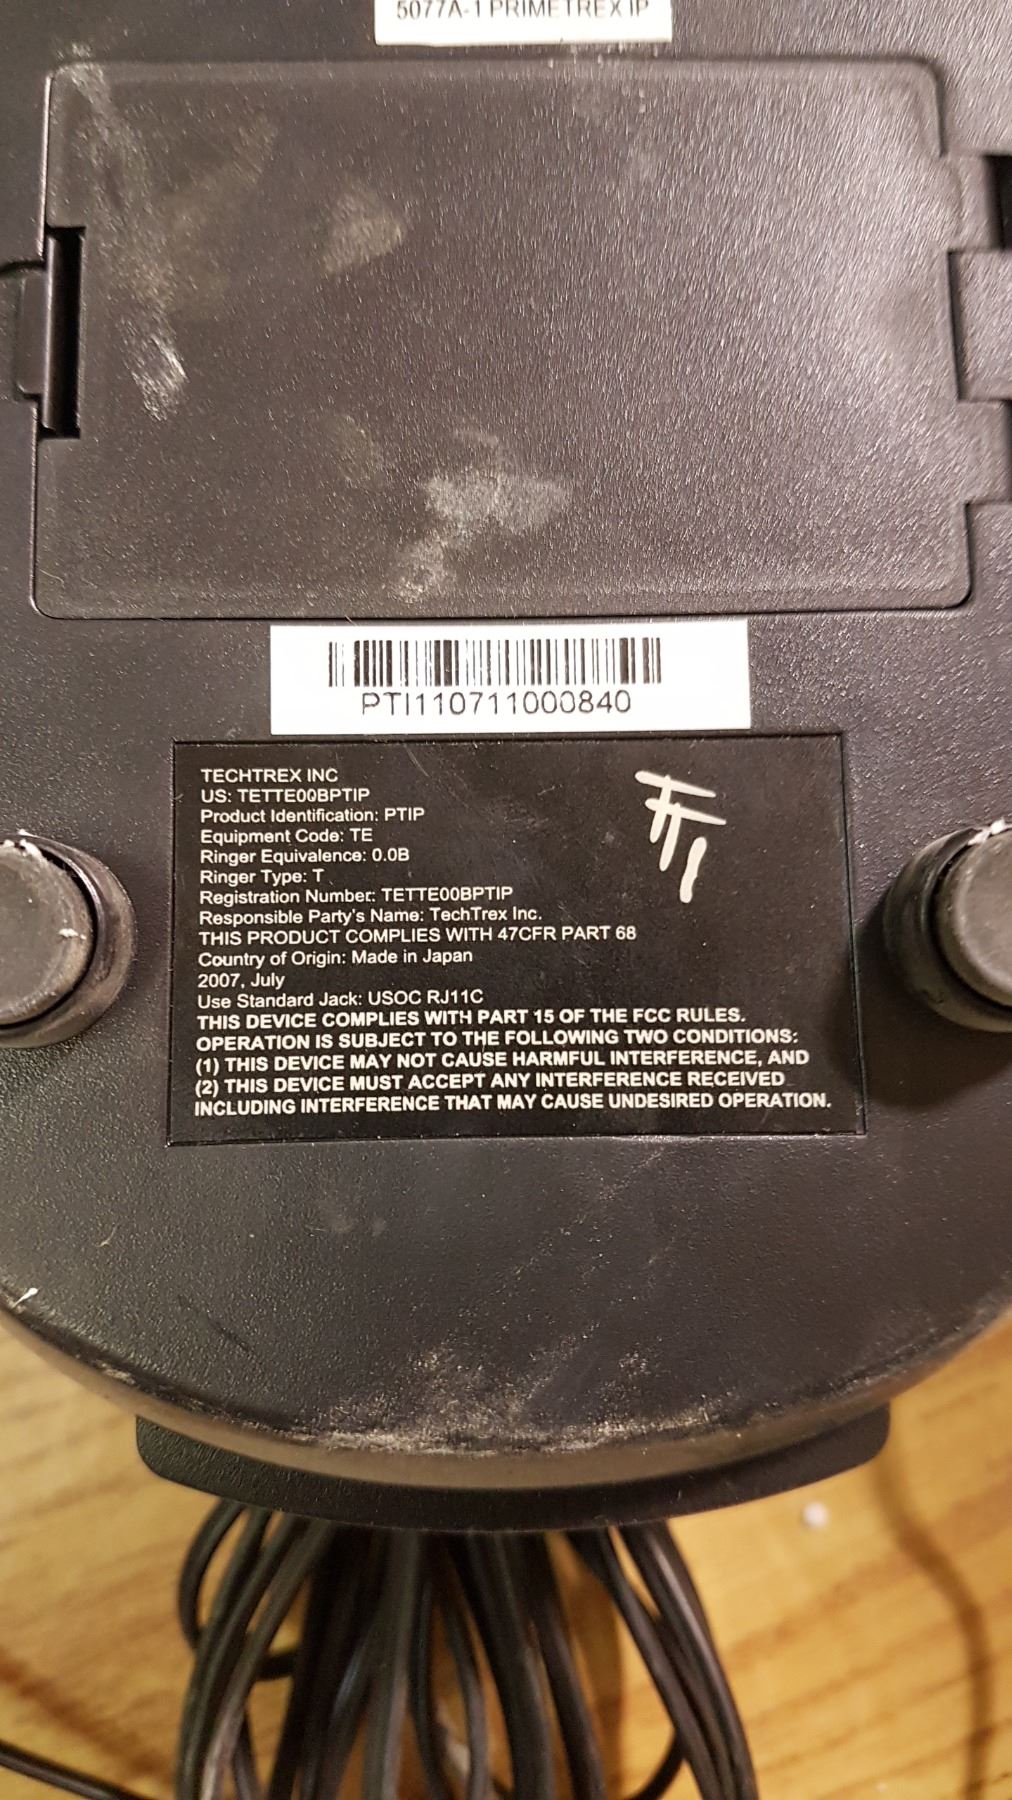 5077A-1 PRIMETREX IP
PTI110711000840
TECHTREX INC
US: TETTE00BPTIP
Product Identification: PTIP
Equipment Code: TE
Ringer Equivalence: 0.0B
Ringer Type: T
Registration Number: TETTE00BPTIP
Responsible Party's Name: TechTrex Inc.
THIS PRODUCT COMPLIES WITH 47CFR PART 68
Country of Origin: Made in Japan
2007, July
Use Standard Jack: USOC RJ11C
THIS DEVICE COMPLIES WITH PART 15 OF THE FCC RULES.
OPERATION IS SUBJECT TO THE FOLLOWING TWO CONDITIONS:
(1) THIS DEVICE MAY NOT CAUSE HARMFUL INTERFERENCE, AND
(2) THIS DEVICE MUST ACCEPT ANY INTERFERENCE RECEIVED
INCLUDING INTERFERENCE THAT MAY CAUSE UNDESIRED OPERATION.